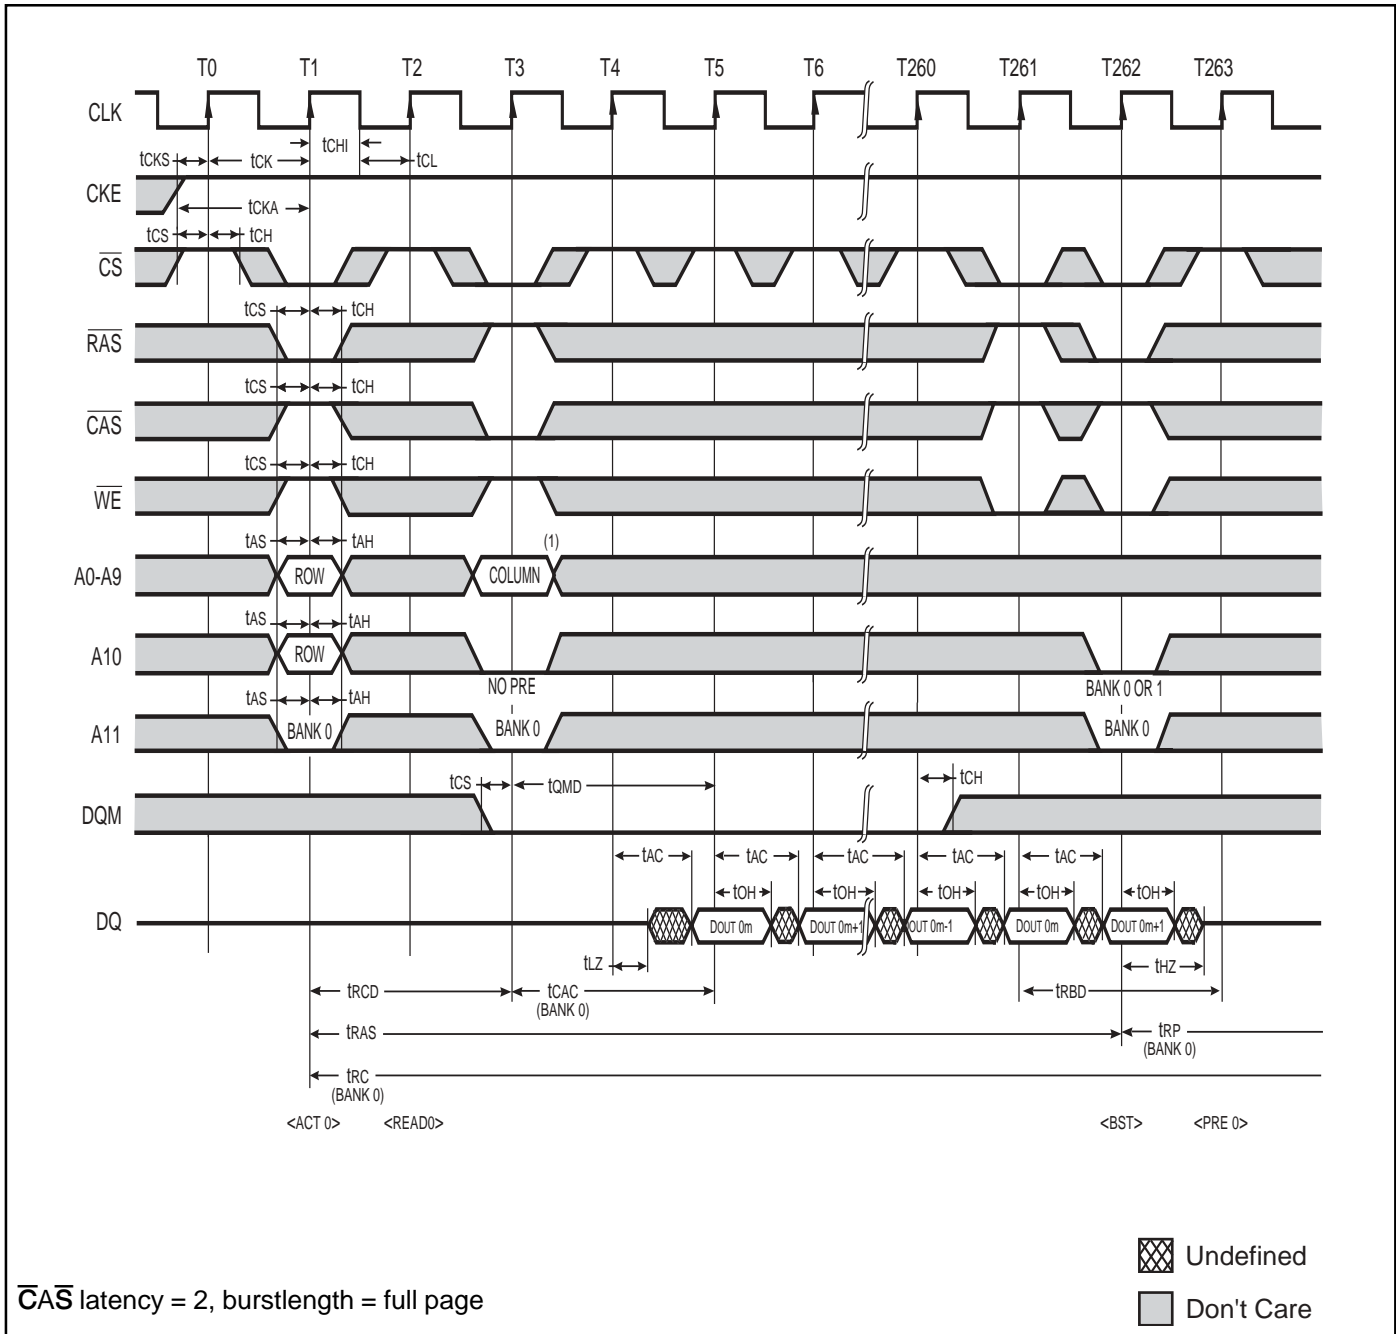 T0 T1 T2 T3 T4 T5 T6 T260 T261 T262 T263
CLK
tCHI
tCKS tCK tCL
CKE
tCKA
tCS tCH
CS
tCS tCH
RAS
tCS tCH
CAS
tCS tCH
WE
tAS tAH (1)
A0-A9 ROW COLUMN
tAS tAH
A10 ROW
NO PRE BANK 0 OR 1
tAS tAH
A11 BANK 0 BANK 0 BANK 0
tCS tQMD tCH
DQM
tAC tAC tAC tAC tAC
tOH tOH tOH tOH tOH
DQ DOUT 0m DOUT 0m+1 OUT 0m-1 DOUT 0m DOUT 0m+1
tLZ tHZ
tRCD tCAC tRBD
(BANK 0)
tRAS tRP
(BANK 0)
tRC
(BANK 0)
<ACT 0> <READ0> <BST> <PRE 0>
Undefined
CAS latency = 2, burstlength = full page
Don't Care